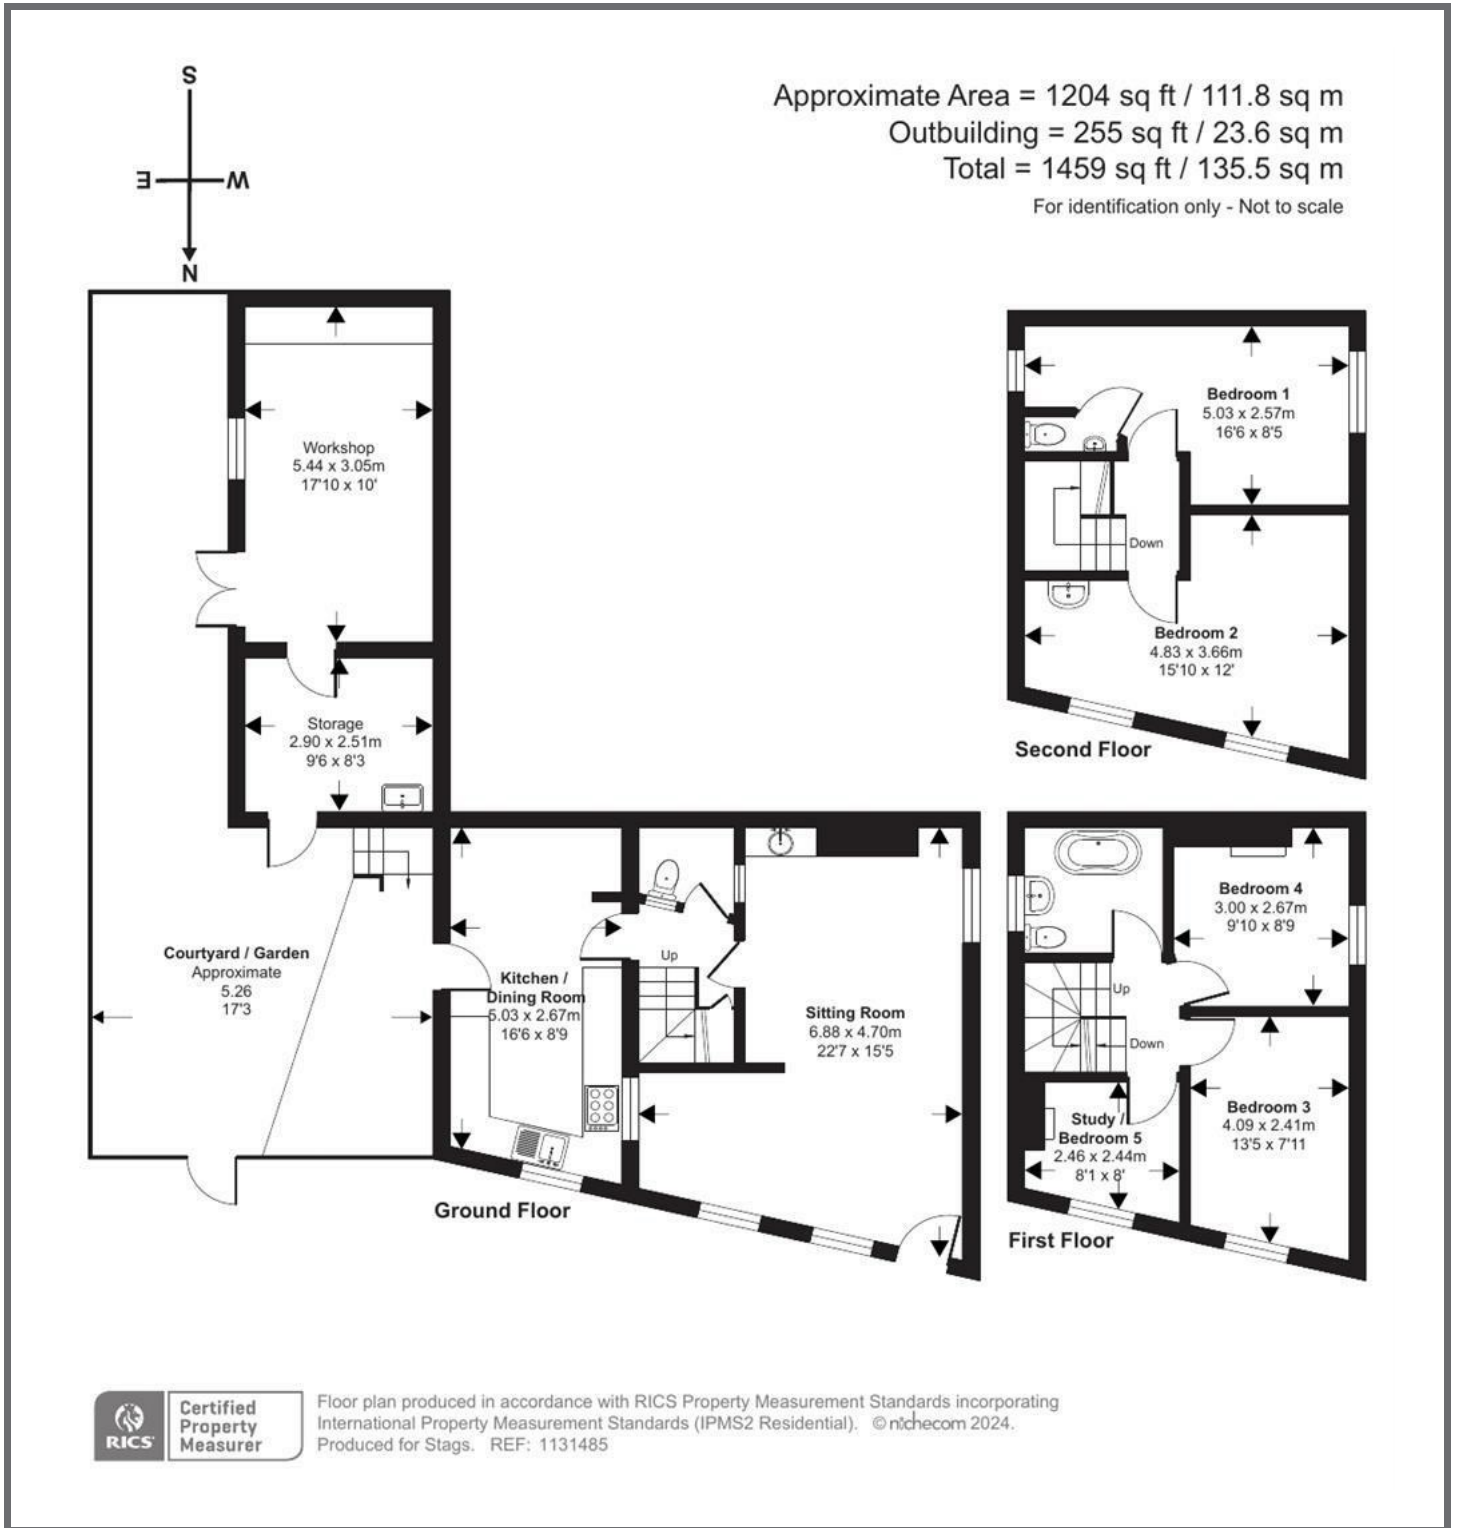 S
E W
N
Approximate Area = 1204 sq ft / 111.8 sq m
Outbuilding = 255 sq ft / 23.6 sq m
Total = 1459 sq ft / 135.5 sq m
For identification only - Not to scale
Workshop
5.44 x 3.05m
17'10 x 10'
Storage
2.90 x 2.51m
9'6 x 8'3
Courtyard / Garden
Approximate
5.26
17'3
Kitchen /
Dining Room
5.03 x 2.67m
16'6 x 8'9
Up
Sitting Room
6.88 x 4.70m
22'7 x 15'5
Ground Floor
Bedroom 1
5.03 x 2.57m
16'6 x 8'5
Down
Bedroom 2
4.83 x 3.66m
15'10 x 12'
Second Floor
Bedroom 4
3.00 x 2.67m
9'10 x 8'9
Up
Down
Study /
Bedroom 5
2.46 x 2.44m
8'1 x 8'
Bedroom 3
4.09 x 2.41m
13'5 x 7'11
First Floor
RICS
Certified
Property
Measurer
Floor plan produced in accordance with RICS Property Measurement Standards incorporating
International Property Measurement Standards (IPMS2 Residential). © nichecom 2024.
Produced for Stags. REF: 1131485